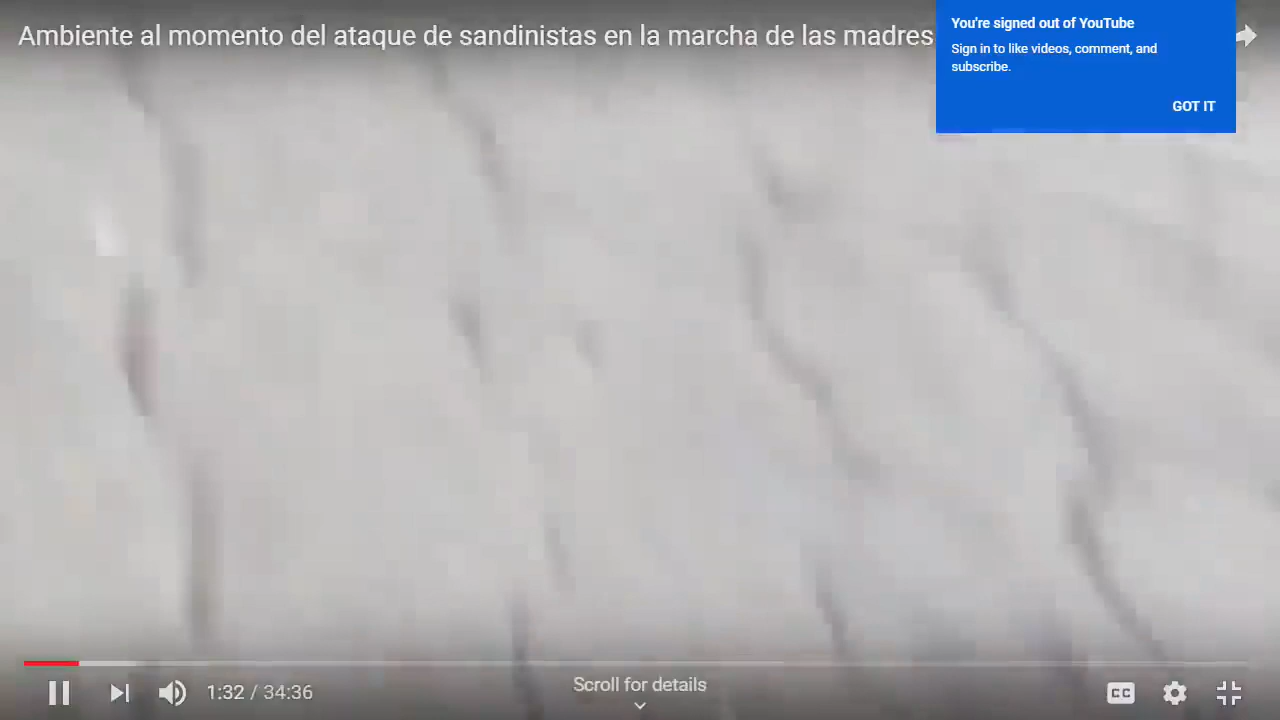 Ambiente al momento del ataque de sandinistas en la marcha de las madres
You're signed out of YouTube
Sign in to like videos, comment, and
subscribe.
GOT IT
1:32 / 34:36
Scroll for details
CC